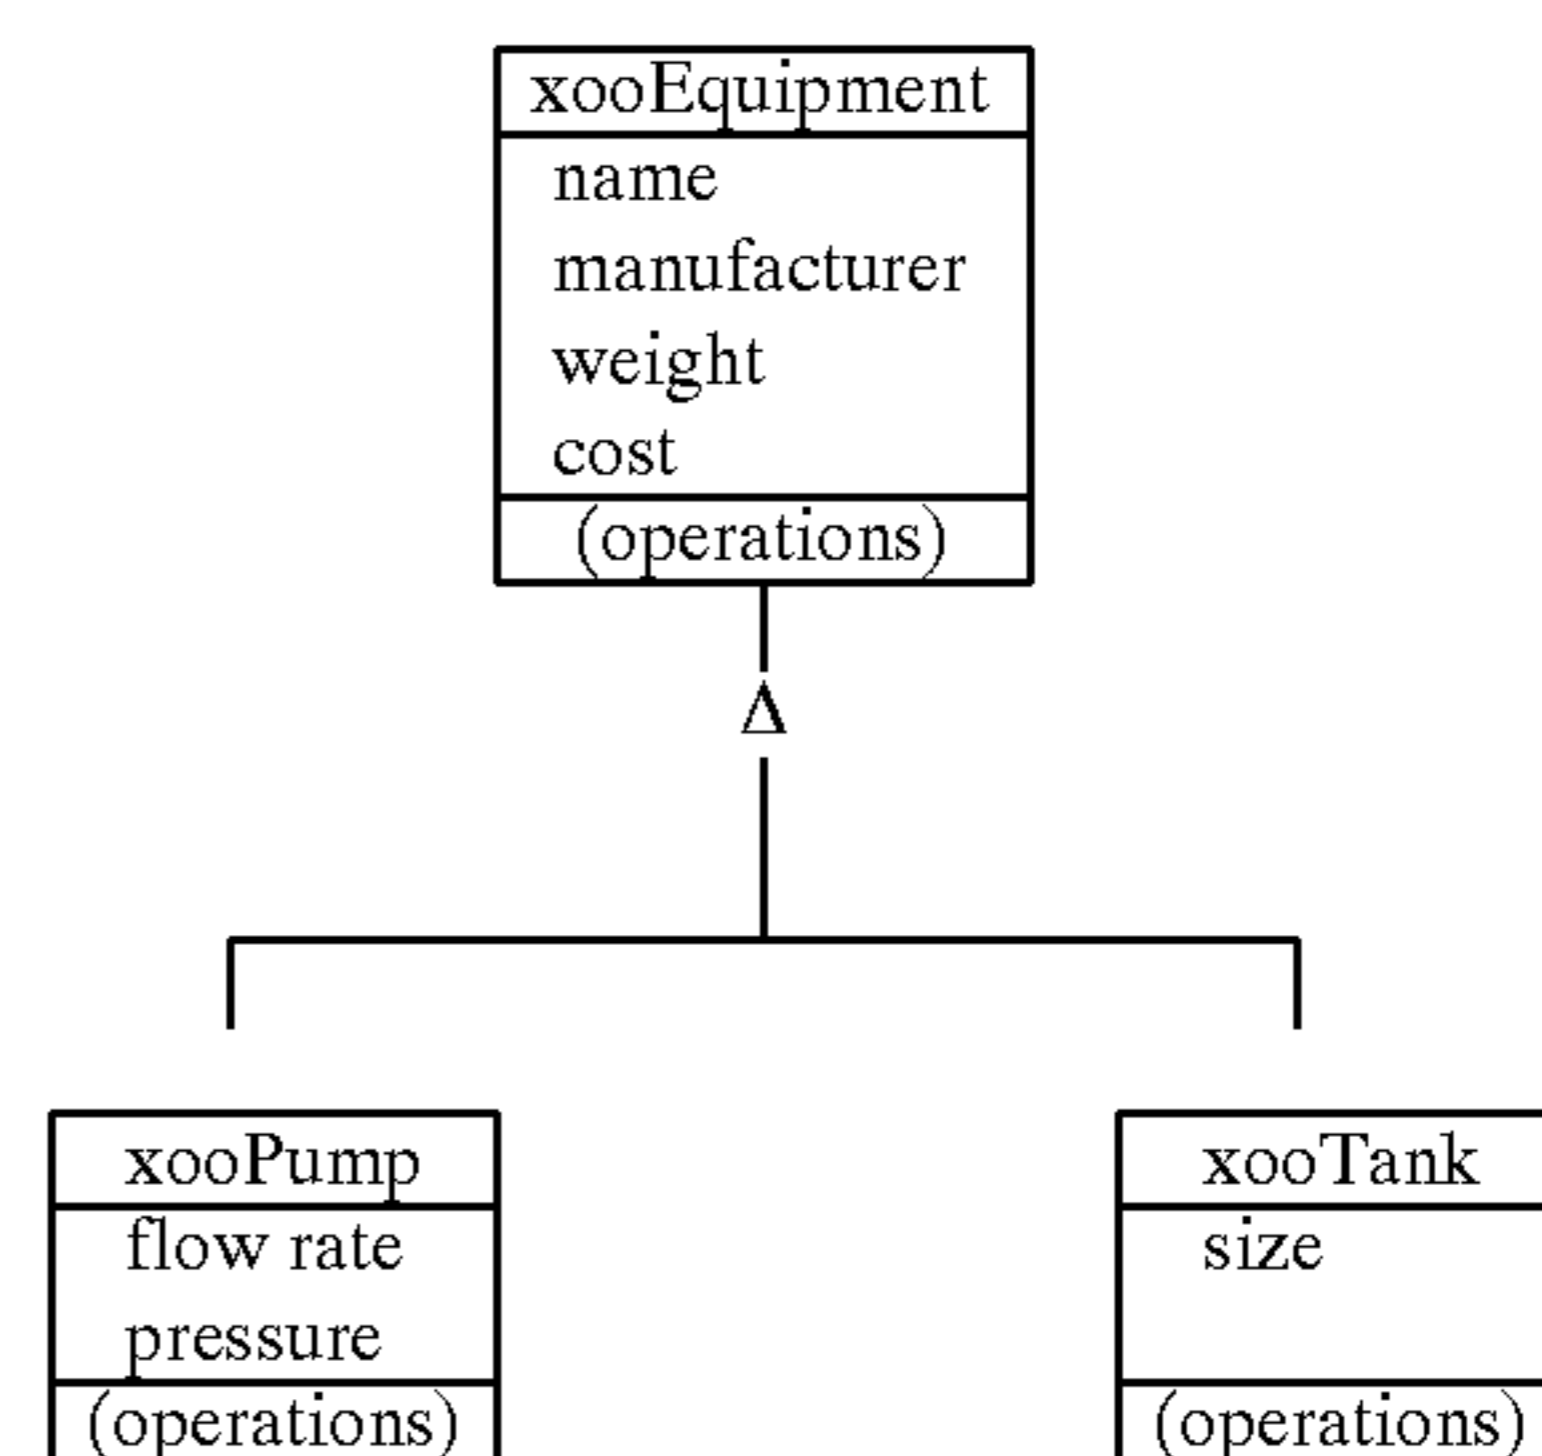 xooEquipment
name
manufacturer
weight
cost
(operations)
Δ
xooPump
flow rate
pressure
(operations)
xooTank
size
(operations)